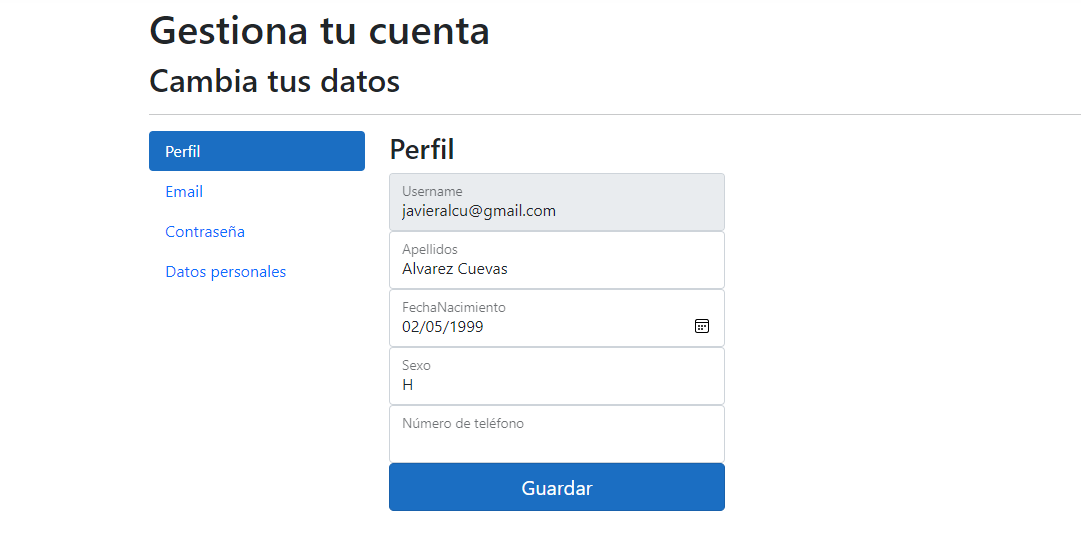 Gestiona tu cuenta
Cambia tus datos
Perfil
Email
Contraseña
Datos personales
Perfil
Username
javieralcu@gmail.com
Apellidos
Alvarez Cuevas
FechaNacimiento
02/05/1999
Sexo
H
Número de teléfono
Guardar